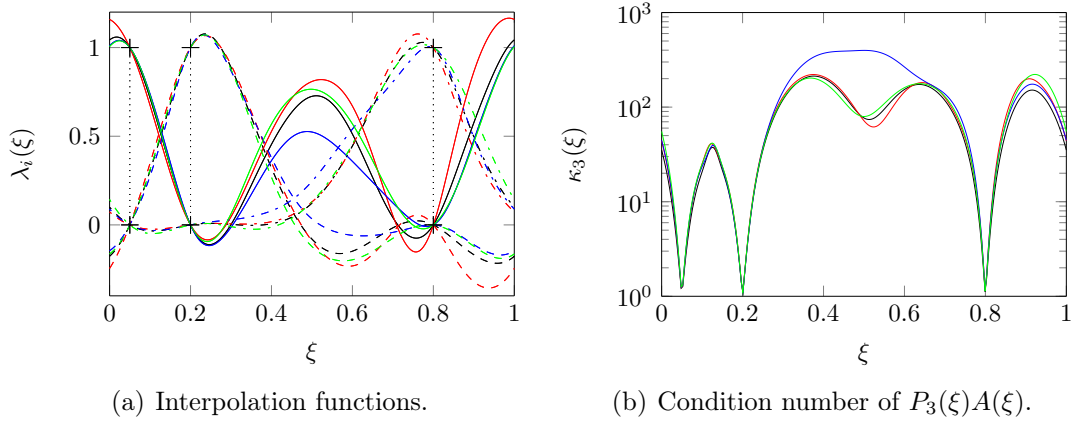 1
0.5
0
λ_i(ξ)
0 0.2 0.4 0.6 0.8 1
ξ
(a) Interpolation functions.
10^3
10^2
10^1
10^0
κ_3(ξ)
0 0.2 0.4 0.6 0.8 1
ξ
(b) Condition number of P_3(ξ)A(ξ).